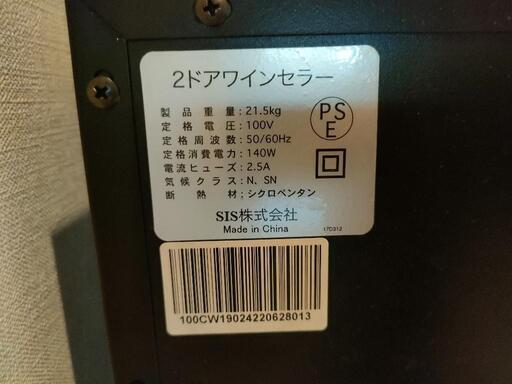 2ドアワインセラー
製品重量:21.5kg
定格電圧:100V
定格周波数:50/60Hz
定格消費電力:140W
電流ヒューズ:2.5A
気候クラス:N、SN
断熱材:シクロペンタン
PS
E
SIS株式会社
Made in China
17D312
100CW19024220628013